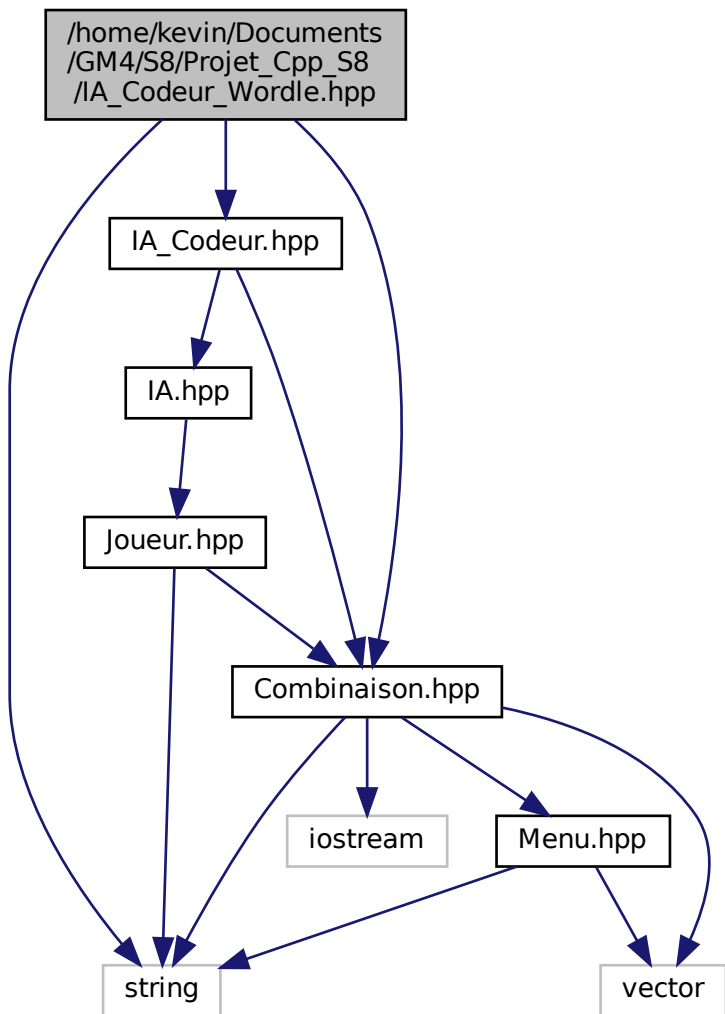 /home/kevin/Documents
/GM4/S8/Projet_Cpp_S8
/IA_Codeur_Wordle.hpp
IA_Codeur.hpp
IA.hpp
Joueur.hpp
Combinaison.hpp
iostream
Menu.hpp
string
vector